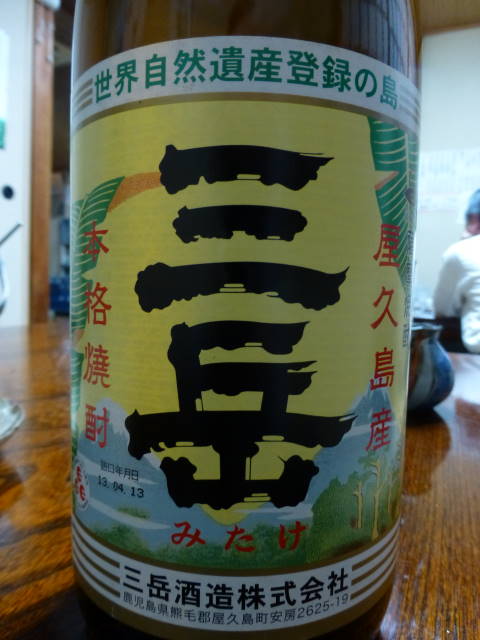 世界自然遺産登録の島
三岳
屋久島産
本格焼酎
詰口年月日
13.04.13
みたけ
三岳酒造株式会社
鹿児島県熊毛郡屋久島町安房2625-19